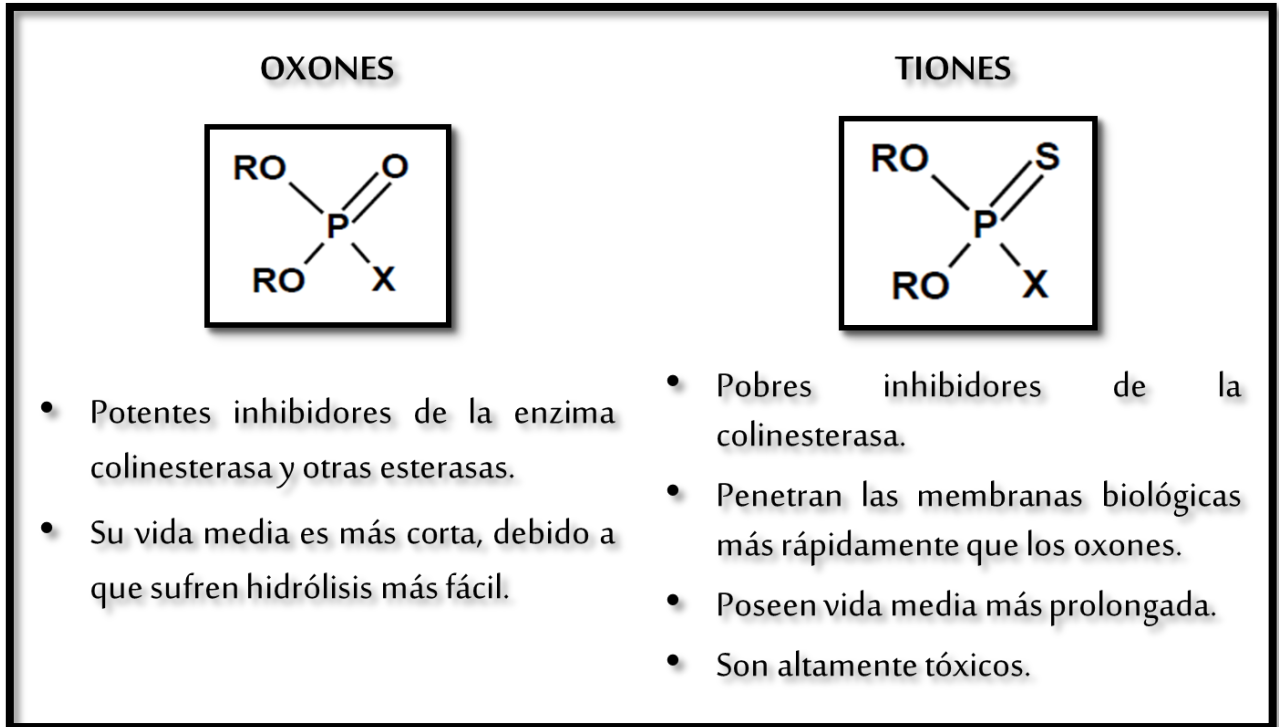 OXONES
RO
O
P
RO
X
• Potentes inhibidores de la enzima
colinesterasa y otras esterasas.
• Su vida media es más corta, debido a
que sufren hidrólisis más fácil.
TIONES
RO
S
P
RO
X
• Pobres inhibidores de la
colinesterasa.
• Penetran las membranas biológicas
más rápidamente que los oxones.
• Poseen vida media más prolongada.
• Son altamente tóxicos.